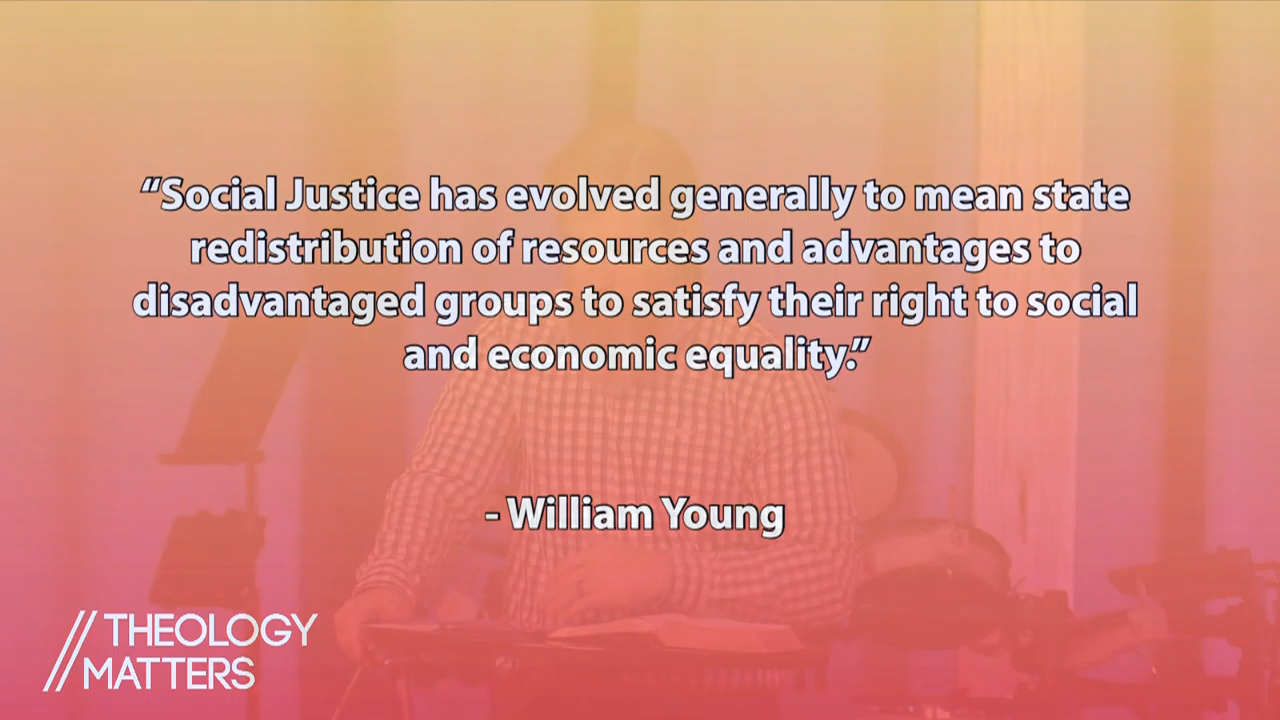 “Social Justice has evolved generally to mean state
redistribution of resources and advantages to
disadvantaged groups to satisfy their right to social
and economic equality.”
- William Young
//THEOLOGY
MATTERS